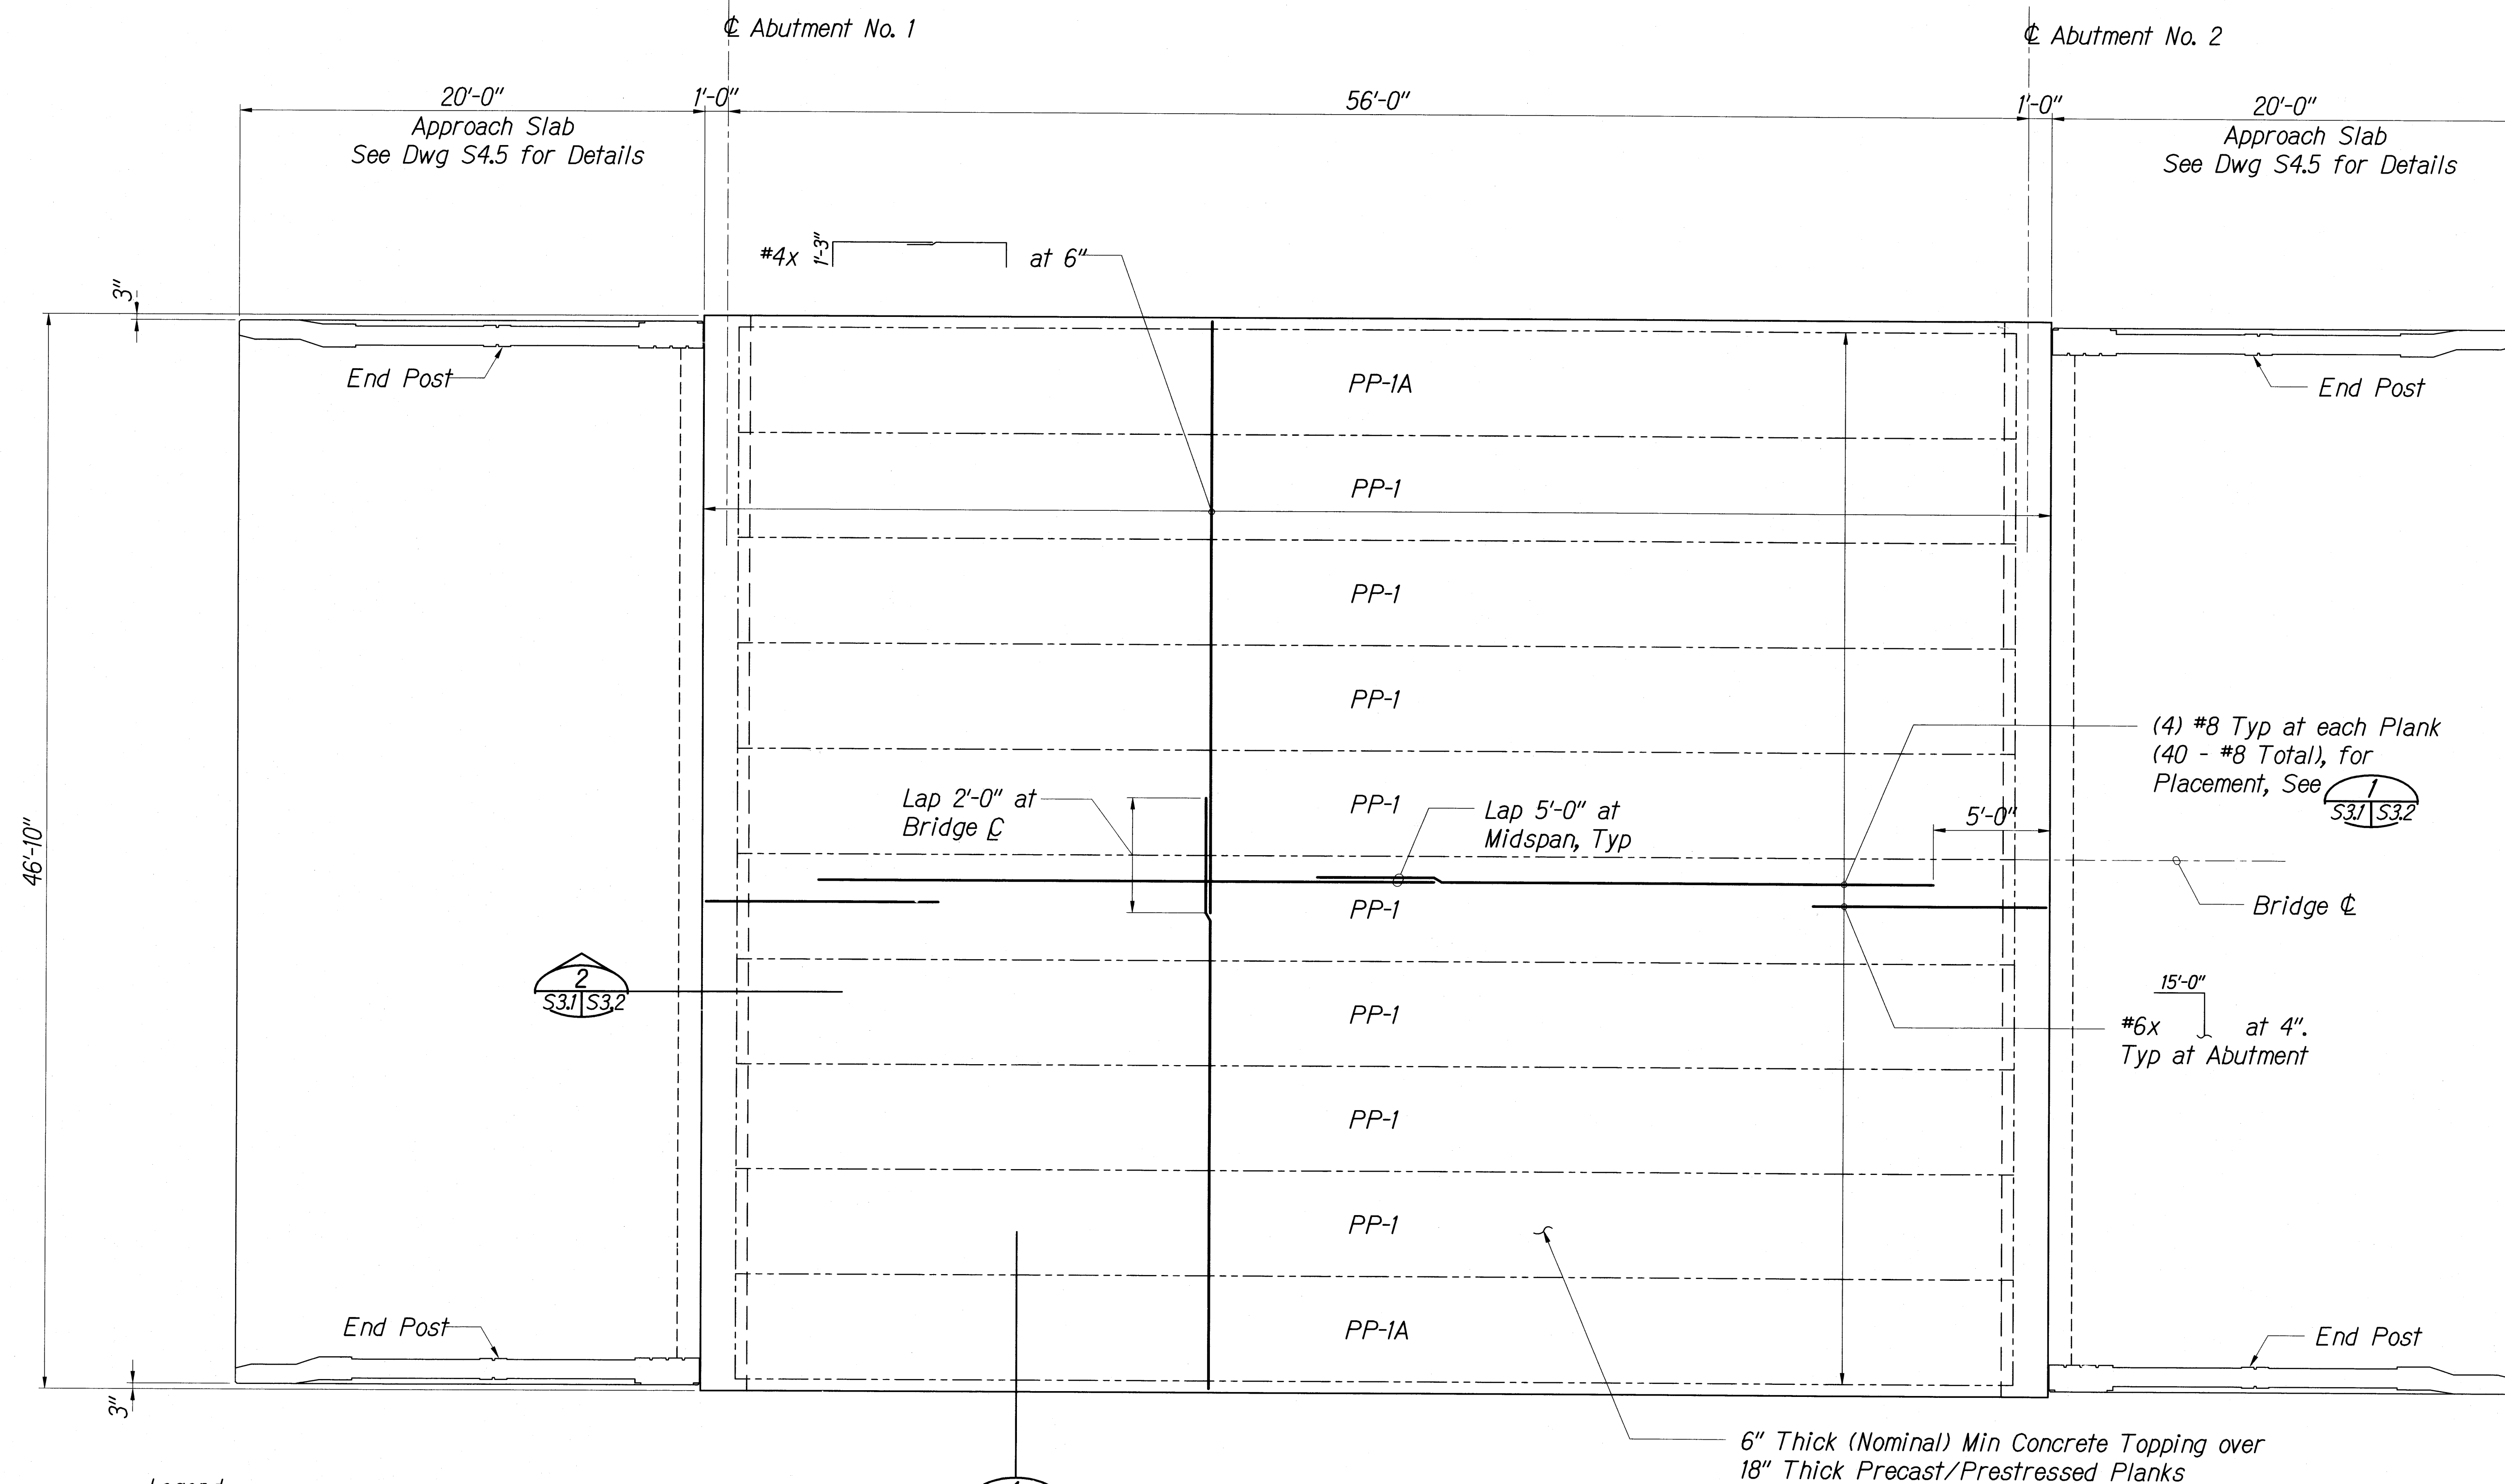 ℄ Abutment No. 1
℄ Abutment No. 2
20'-0"
1'-0"
56'-0"
1'-0"
20'-0"
Approach Slab
See Dwg S4.5 for Details
Approach Slab
See Dwg S4.5 for Details
#4x
1'-3"
at 6"
3"
End Post
End Post
PP-1A
PP-1
PP-1
PP-1
PP-1
PP-1
PP-1
PP-1
PP-1
PP-1A
46'-10"
Lap 2'-0" at
Bridge ℄
Lap 5'-0" at
Midspan, Typ
(4) #8 Typ at each Plank
(40 - #8 Total), for
Placement, See
1
S3.1 S3.2
5'-0"
Bridge ℄
2
S3.1 S3.2
15'-0"
#6x
at 4".
Typ at Abutment
End Post
End Post
3"
6" Thick (Nominal) Min Concrete Topping over
18" Thick Precast/Prestressed Planks